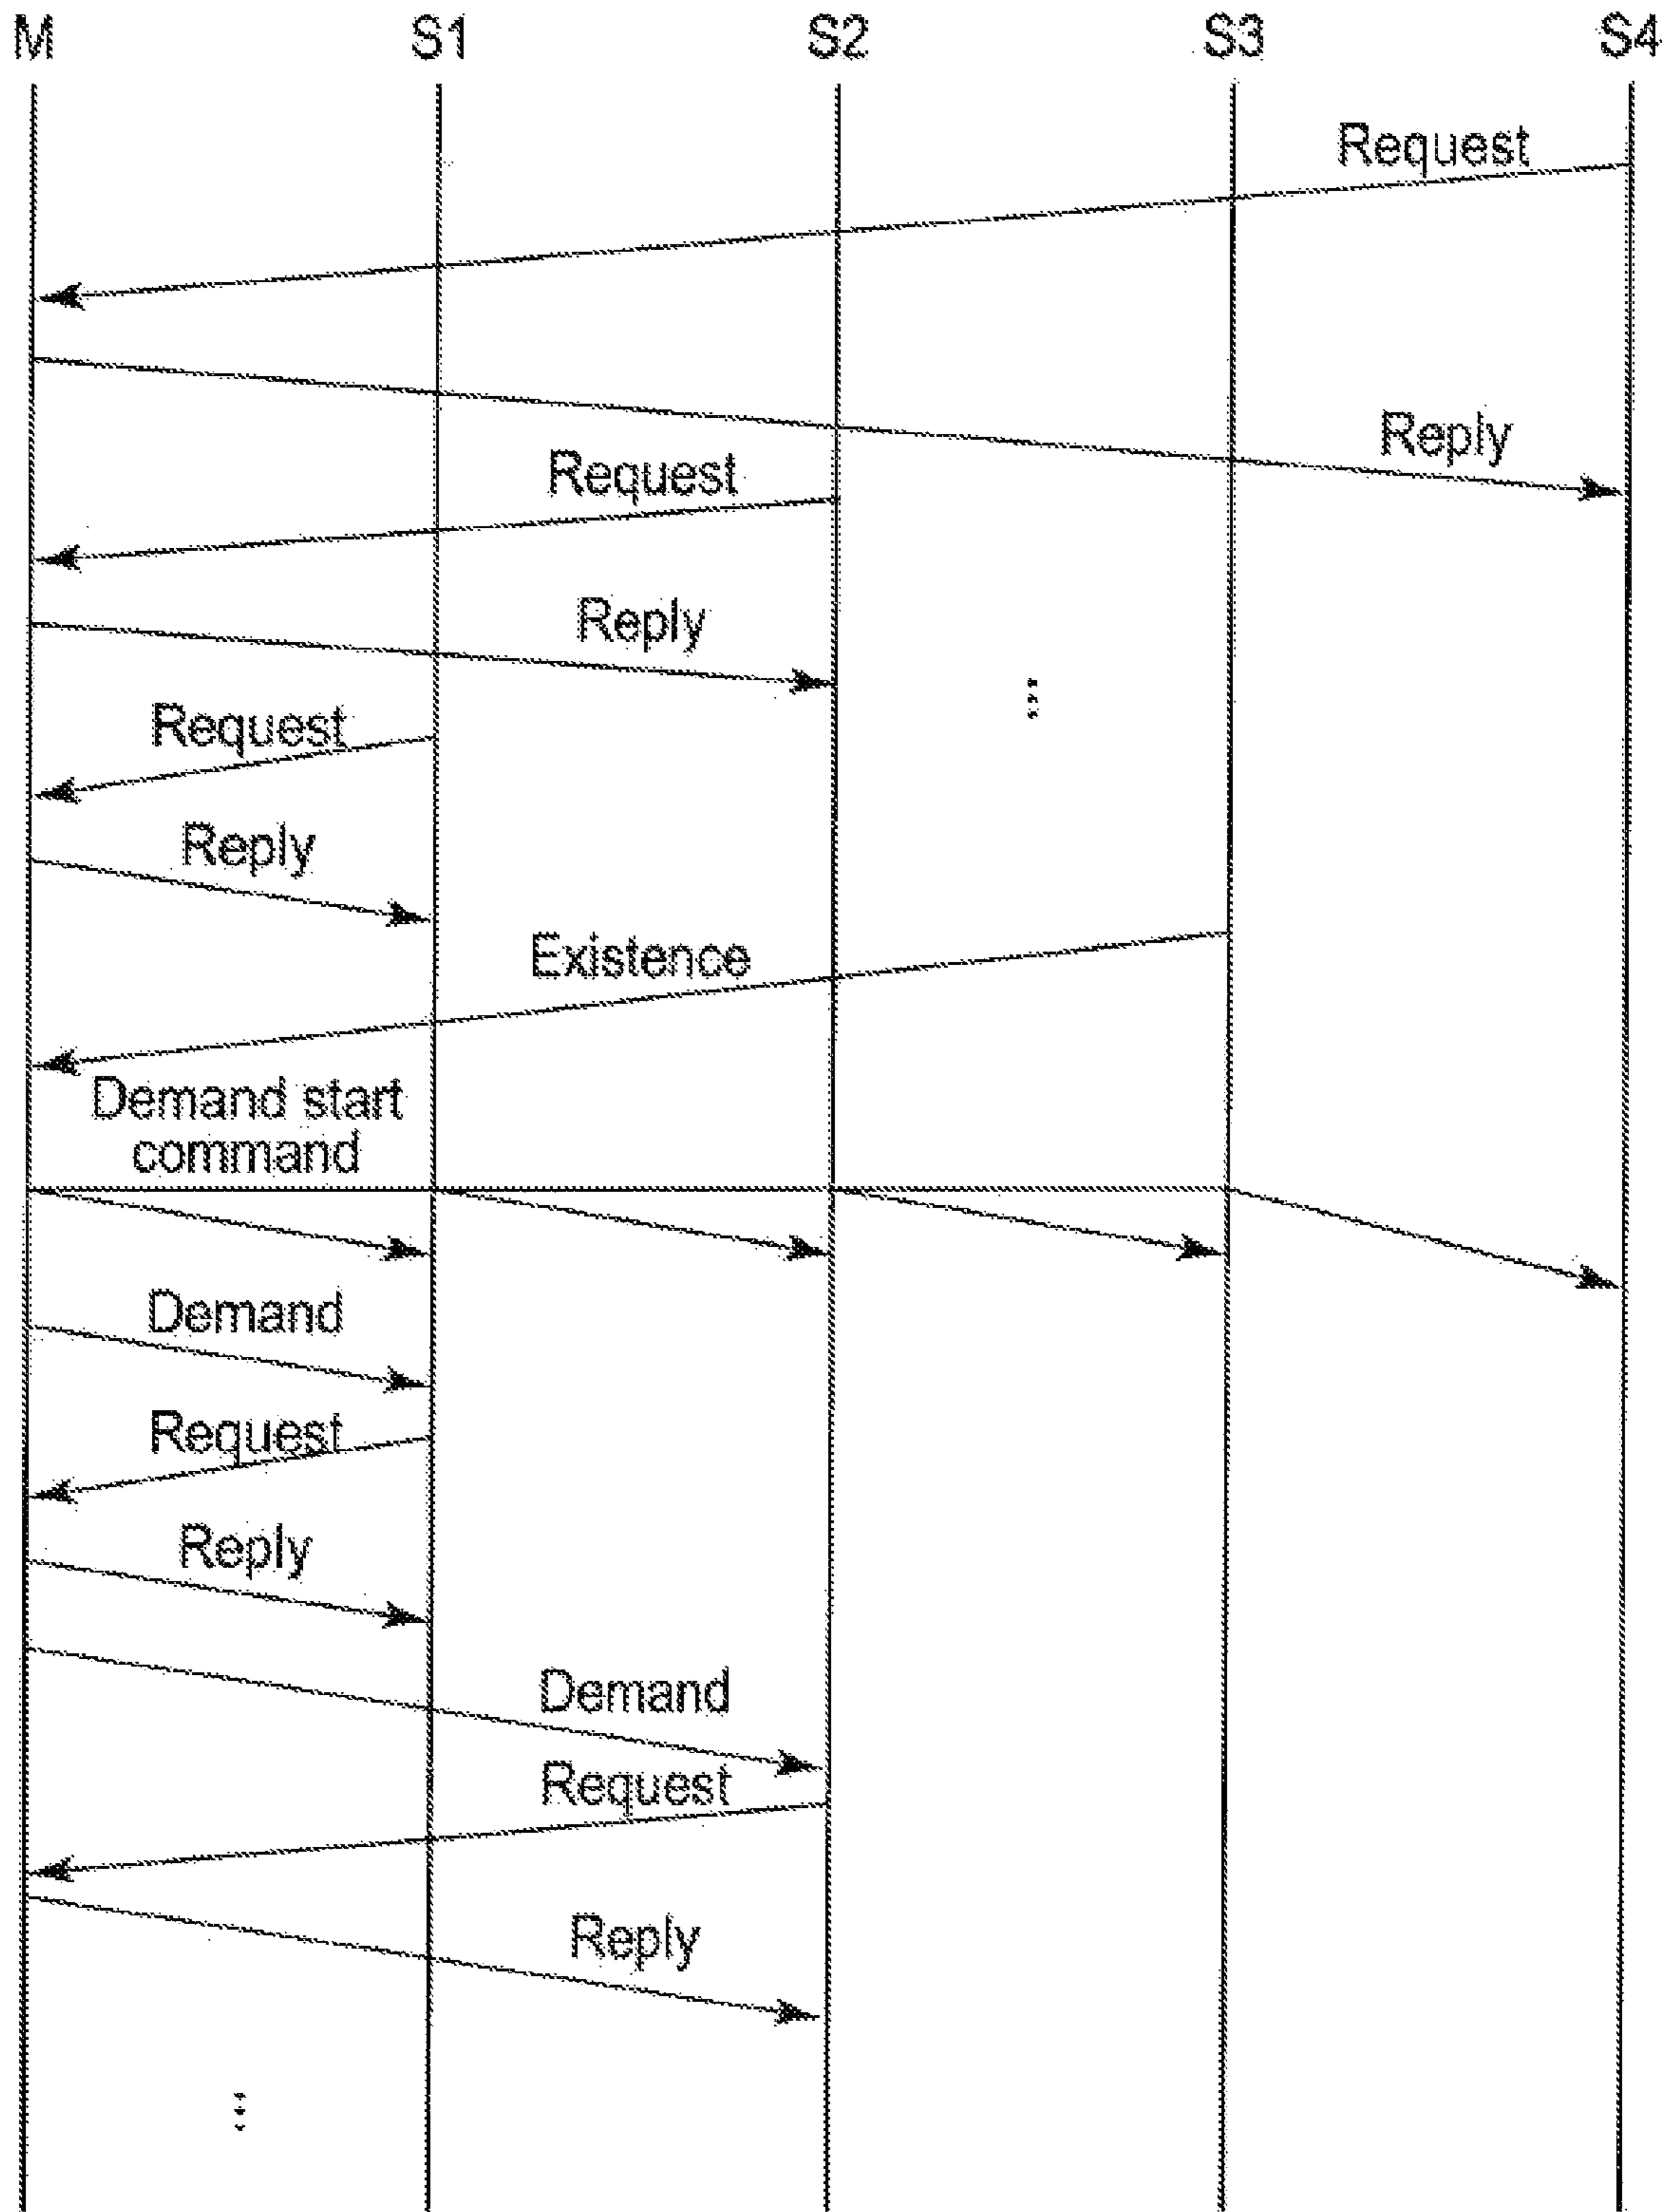 M S1 S2 S3 S4
Request
Reply
Request
Reply
Request
Reply
Existence
Demand start
command
Demand
Request
Reply
Demand
Request
Reply